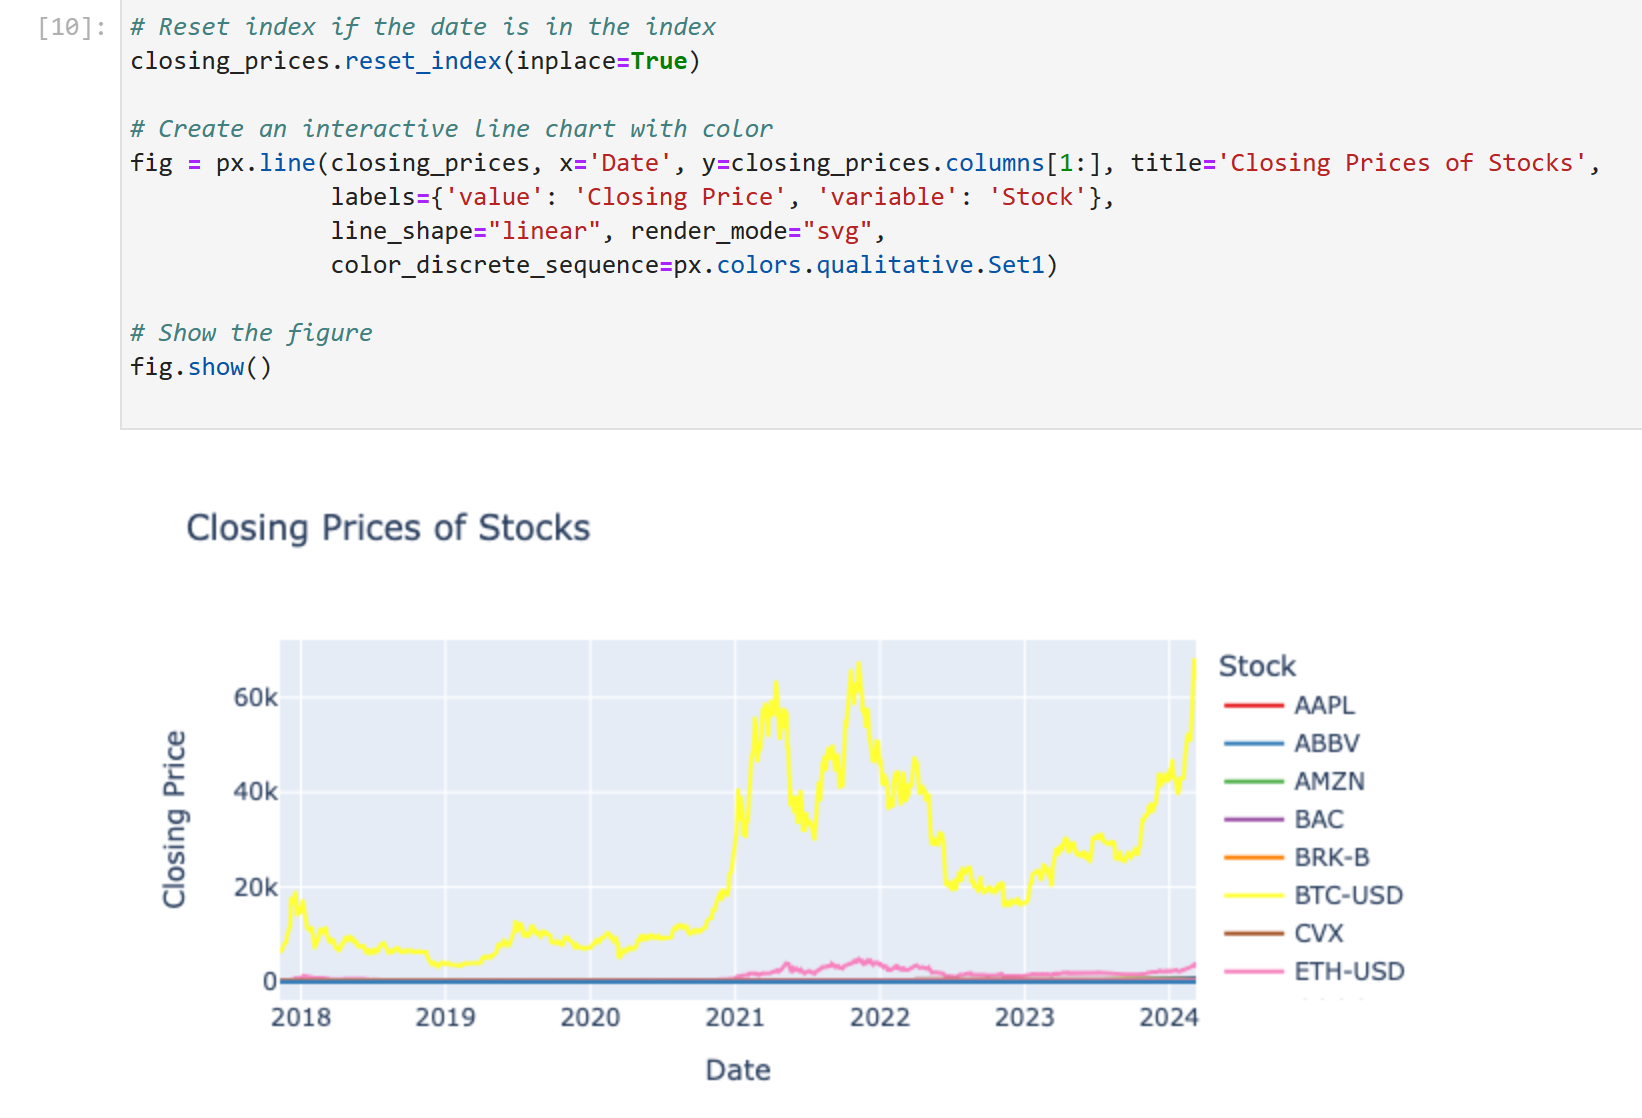 [10]:
# Reset index if the date is in the index
closing_prices.reset_index(inplace=True)
# Create an interactive line chart with color
fig = px.line(closing_prices, x='Date', y=closing_prices.columns[1:], title='Closing Prices of Stocks',
labels={'value': 'Closing Price', 'variable': 'Stock'},
line_shape="linear", render_mode="svg",
color_discrete_sequence=px.colors.qualitative.Set1)
# Show the figure
fig.show()
Closing Prices of Stocks
Closing Price
60k
40k
20k
0
2018 2019 2020 2021 2022 2023 2024
Date
Stock
AAPL
ABBV
AMZN
BAC
BRK-B
BTC-USD
CVX
ETH-USD